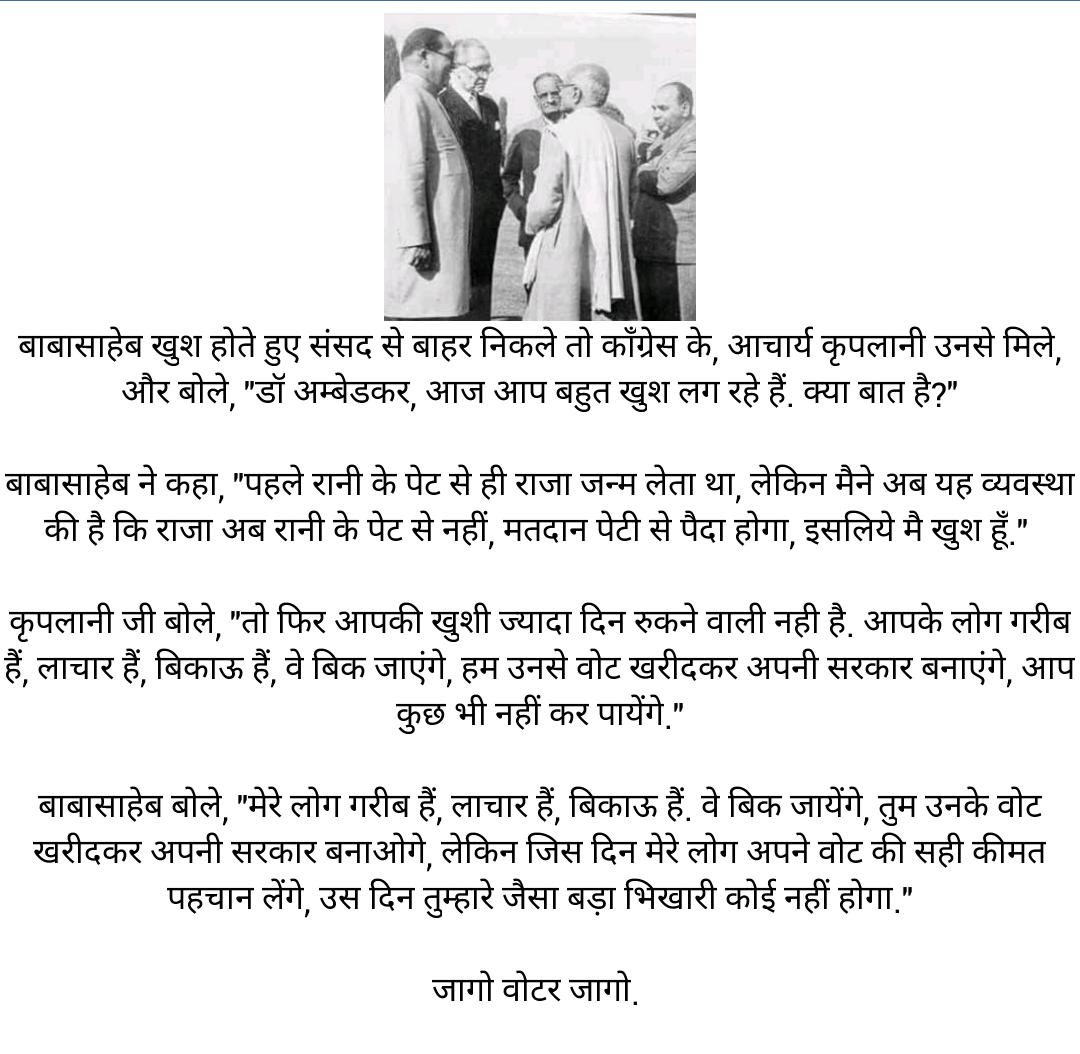 बाबासाहेब खुश होते हुए संसद से बाहर निकले तो काँग्रेस के, आचार्य कृपलानी उनसे मिले,
और बोले, "डॉ अम्बेडकर, आज आप बहुत खुश लग रहे हैं. क्या बात है?"
बाबासाहेब ने कहा, "पहले रानी के पेट से ही राजा जन्म लेता था, लेकिन मैने अब यह व्यवस्था
की है कि राजा अब रानी के पेट से नहीं, मतदान पेटी से पैदा होगा, इसलिये मै खुश हूँ."
कृपलानी जी बोले, "तो फिर आपकी खुशी ज्यादा दिन रुकने वाली नही है. आपके लोग गरीब
हैं, लाचार हैं, बिकाऊ हैं, वे बिक जाएंगे, हम उनसे वोट खरीदकर अपनी सरकार बनाएंगे, आप
कुछ भी नहीं कर पायेंगे."
बाबासाहेब बोले, "मेरे लोग गरीब हैं, लाचार हैं, बिकाऊ हैं. वे बिक जायेंगे, तुम उनके वोट
खरीदकर अपनी सरकार बनाओगे, लेकिन जिस दिन मेरे लोग अपने वोट की सही कीमत
पहचान लेंगे, उस दिन तुम्हारे जैसा बड़ा भिखारी कोई नहीं होगा."
जागो वोटर जागो.